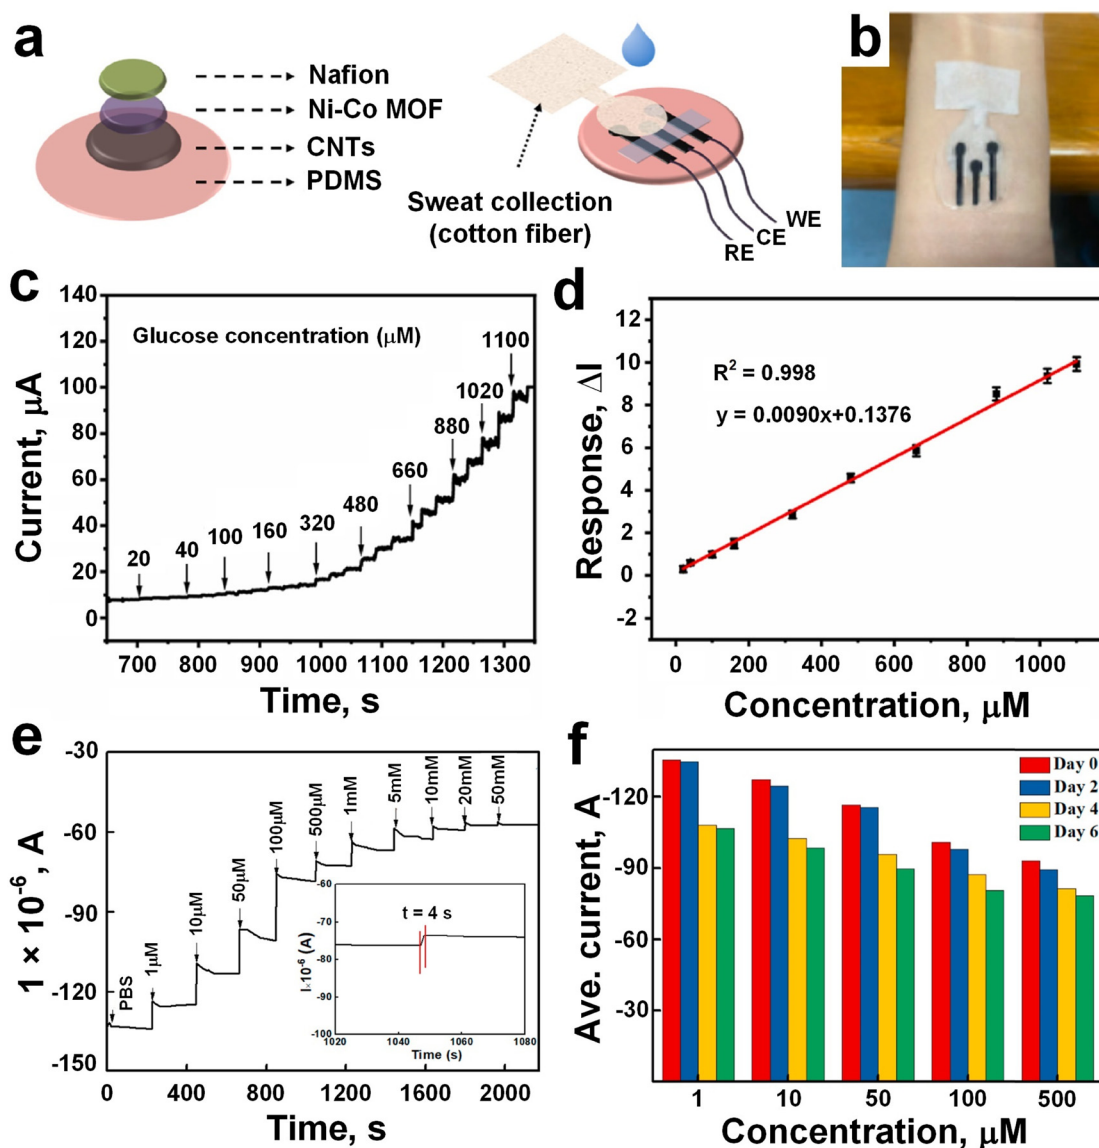 a
Nafion
Ni-Co MOF
CNTs
PDMS
Sweat collection
(cotton fiber)
RE
CE
WE
b
c
Current, μA
140
120
100
80
60
40
20
0
Glucose concentration (μM)
20
40
100
160
320
480
660
880
1020
1100
700
800
900
1000
1100
1200
1300
Time, s
d
Response, ΔI
12
10
8
6
4
2
0
-2
R² = 0.998
y = 0.0090x+0.1376
0
200
400
600
800
1000
Concentration, μM
e
1 × 10⁻⁶ , A
-30
-60
-90
-120
-150
PBS
1μM
10μM
50μM
100μM
500μM
1mM
5mM
10mM
20mM
50mM
I×10⁻⁶ (A)
-60
-70
-80
-90
-100
t = 4 s
1020
1040
1060
1080
Time (s)
0
400
800
1200
1600
2000
Time, s
f
Ave. current, A
-120
-90
-60
-30
Day 0
Day 2
Day 4
Day 6
1
10
50
100
500
Concentration, μM